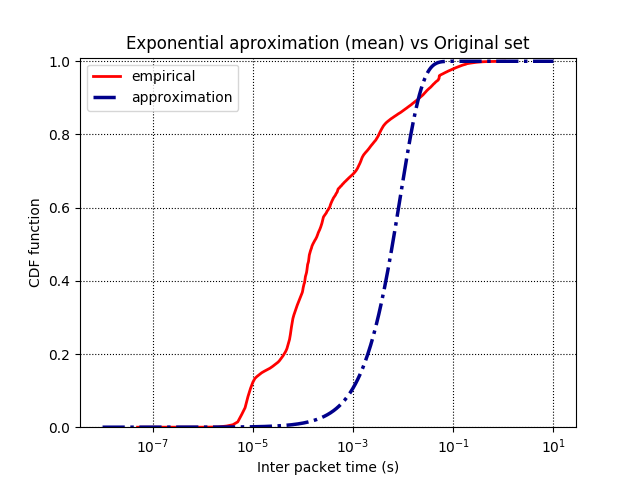 Exponential aproximation (mean) vs Original set
empirical
approximation
CDF function
1.0
0.8
0.6
0.4
0.2
0.0
10⁻⁷ 10⁻⁵ 10⁻³ 10⁻¹ 10¹
Inter packet time (s)